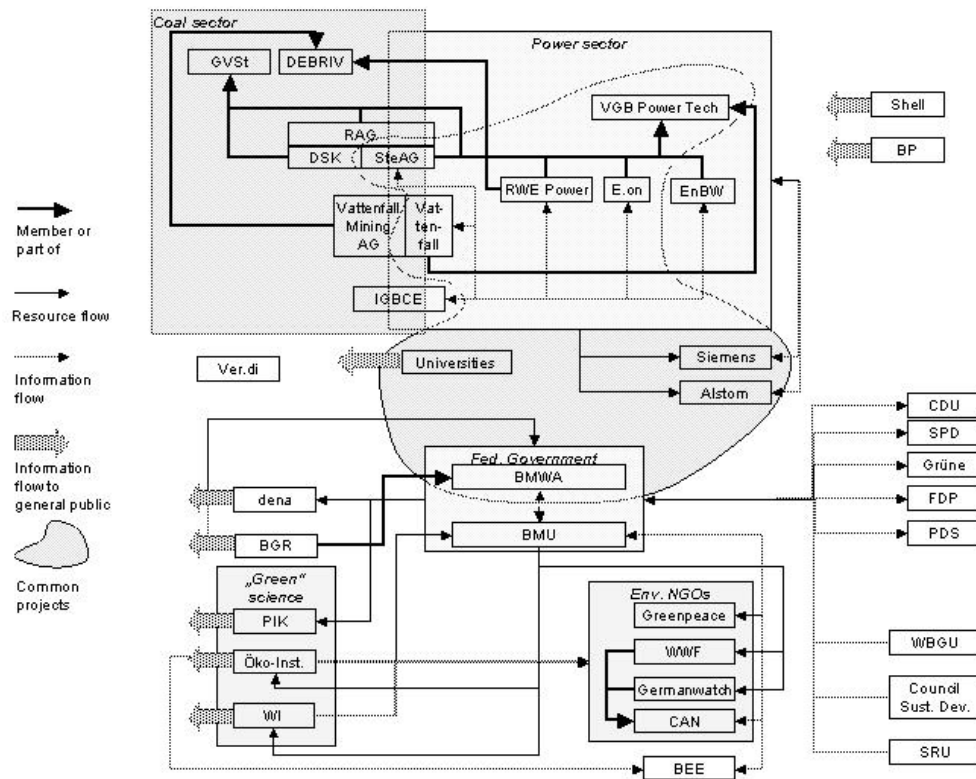 Coal sector
Power sector
GVSt
DEBRIV
VGB Power Tech
Shell
RAG
BP
DSK
SteAG
RWE Power
E.on
EnBW
Member or
part of
Vattenfall
Mining
AG
Vat-
ten-
fall
Resource flow
IGBCE
Information
flow
Ver.di
Universities
Siemens
Alstom
CDU
SPD
Grüne
FDP
PDS
Information
flow to
general public
Fed. Government
BMWA
BMU
dena
BGR
Common
projects
„Green“
science
PIK
Öko-Inst.
WI
Env. NGOs
Greenpeace
WWF
Germanwatch
CAN
BEE
WBGU
Council
Sust. Dev.
SRU